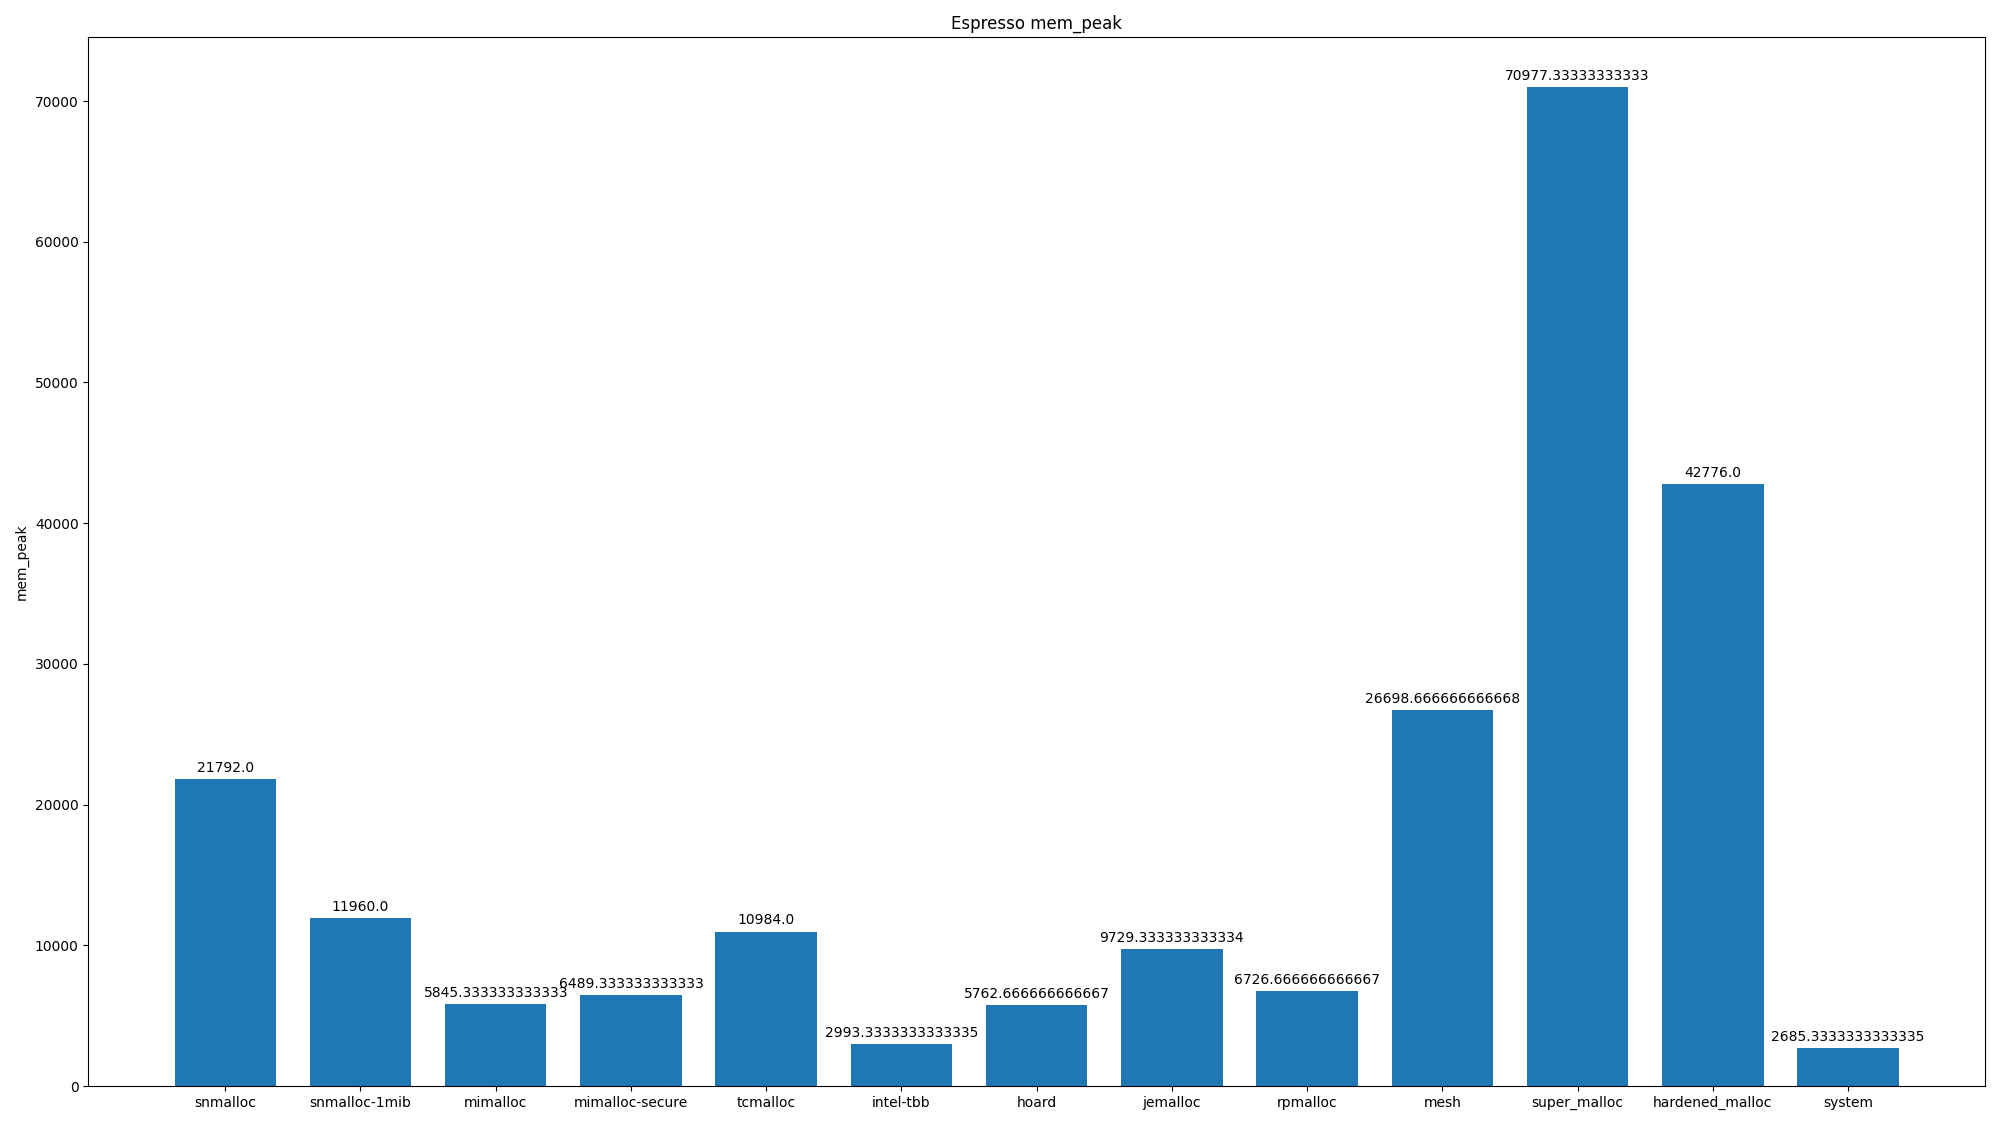 Espresso mem_peak
mem_peak
70000
60000
50000
40000
30000
20000
10000
0
21792.0
11960.0
5845.333333333333
6489.333333333333
10984.0
2993.3333333333335
5762.666666666667
9729.333333333334
6726.666666666667
26698.666666666668
70977.33333333333
42776.0
2685.3333333333335
snmalloc
snmalloc-1mib
mimalloc
mimalloc-secure
tcmalloc
intel-tbb
hoard
jemalloc
rpmalloc
mesh
super_malloc
hardened_malloc
system